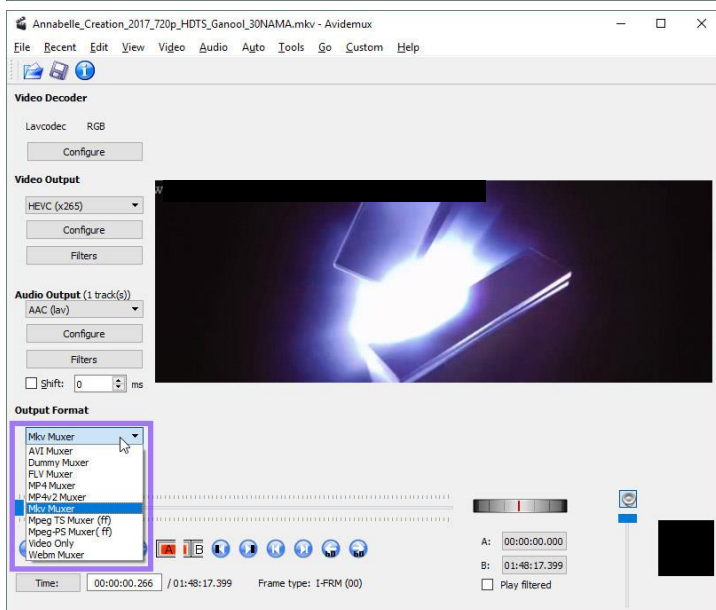 Annabelle_Creation_2017_720p_HDTS_Ganool_30NAMA.mkv - Avidemux
File Recent Edit View Video Audio Auto Tools Go Custom Help
Video Decoder
Lavcodec RGB
Configure
Video Output
W
HEVC (x265)
Configure
Filters
Audio Output (1 track(s))
AAC (lav)
Configure
Filters
Shift: 0 ms
Output Format
Mkv Muxer
AVI Muxer
Dummy Muxer
FLV Muxer
MP4 Muxer
MP4v2 Muxer
Mkv Muxer
Mpeg TS Muxer (ff)
Mpeg-PS Muxer( ff)
Video Only
Webm Muxer
A B 60 60
A: 00:00:00.000
B: 01:48:17.399
Time: 00:00:00.266 / 01:48:17.399 Frame type: I-FRM (00)
Play filtered